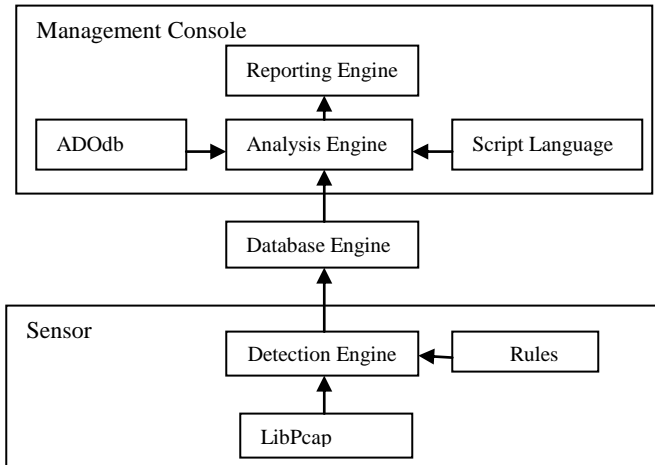 Management Console
Reporting Engine
ADOdb
Analysis Engine
Script Language
Database Engine
Sensor
Detection Engine
Rules
LibPcap